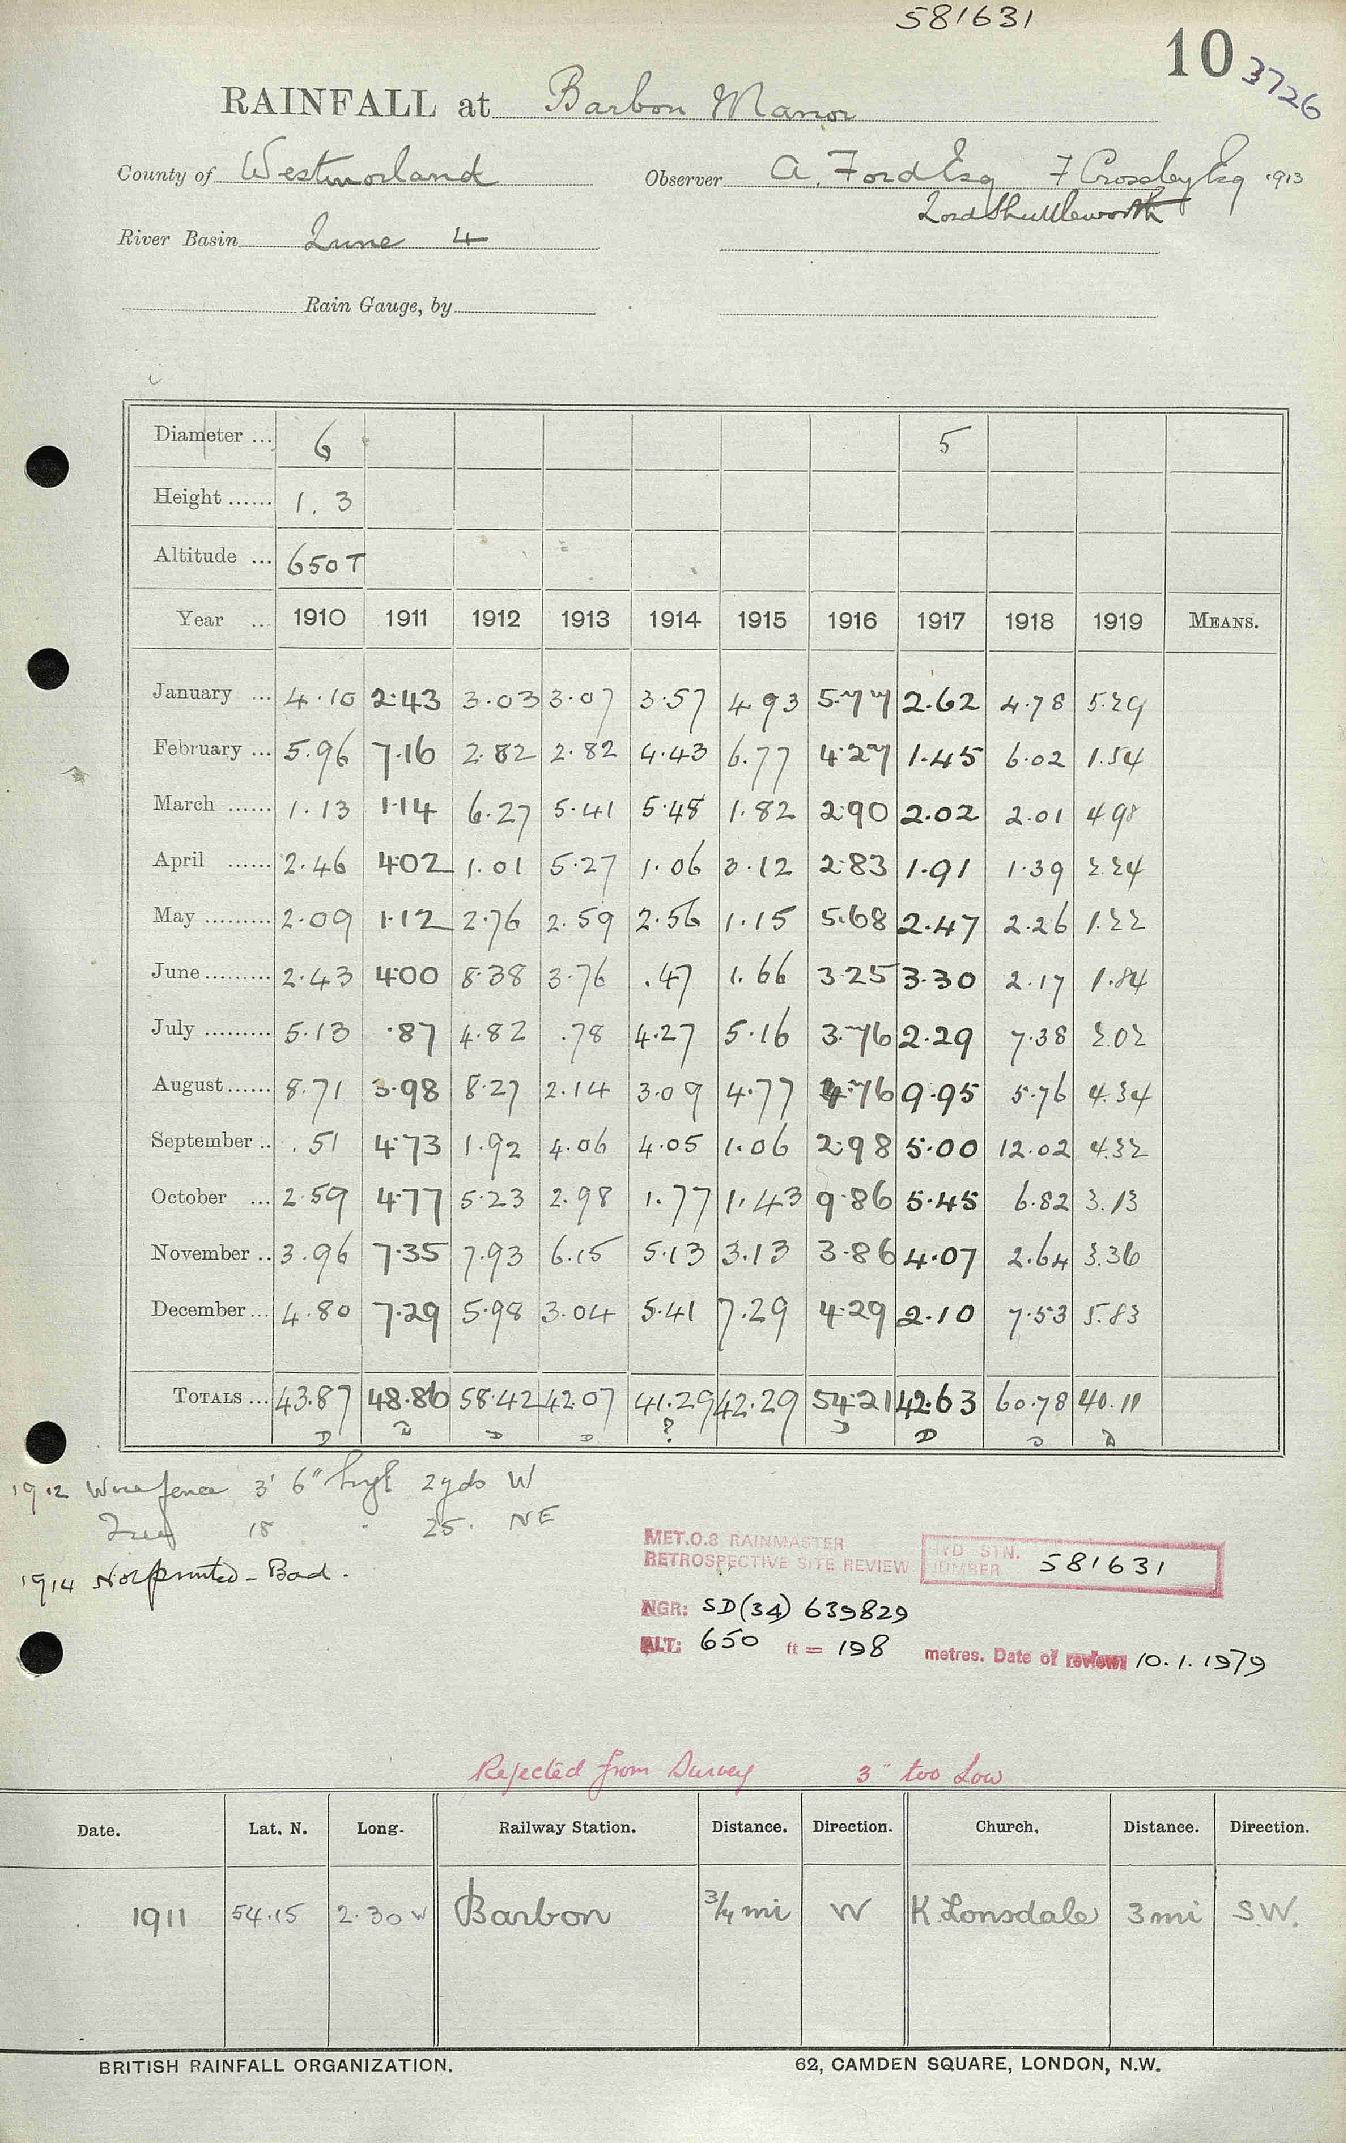 581631
10 3726
RAINFALL at Barbon Manor
County of Westmorland Observer A. Ford Esq F Crossley Esq 1913
Lord Shuttleworth
River Basin Lune 4
Rain Gauge, by
Diameter ... 6 5
Height ...... 1.3
Altitude ... 650 T
Year ... 1910 1911 1912 1913 1914 1915 1916 1917 1918 1919 MEANS.
January ... 4.10 2.43 3.03 3.07 3.57 4.93 5.77 2.62 4.78 5.29
February ... 5.96 7.16 2.82 2.82 4.43 6.77 4.27 1.45 6.02 1.54
March ...... 1.13 1.14 6.27 5.41 5.48 1.82 2.90 2.02 2.01 4.98
April ...... 2.46 4.02 1.01 5.27 1.06 3.12 2.83 1.91 1.39 2.24
May ......... 2.09 1.12 2.76 2.59 2.56 1.15 5.68 2.47 2.26 1.22
June ......... 2.43 4.00 8.38 3.76 .47 1.66 3.25 3.30 2.17 1.84
July ......... 5.13 .87 4.82 .78 4.27 5.16 3.76 2.29 7.38 2.02
August ...... 8.71 3.98 8.27 2.14 3.09 4.77 4.76 9.95 5.76 4.34
September .. .51 4.73 1.92 4.06 4.05 1.06 2.98 5.00 12.02 4.32
October ... 2.59 4.77 5.23 2.98 1.77 1.43 9.86 5.45 6.82 3.13
November .. 3.96 7.35 7.93 6.15 5.13 3.13 3.86 4.07 2.64 3.36
December ... 4.80 7.29 5.98 3.04 5.41 7.29 4.29 2.10 7.53 5.83
TOTALS ... 43.87 48.86 58.42 42.07 41.29 42.29 54.21 42.63 60.78 40.11
D D D D ? D D D D
1912 Wire fence 3' 6" high 2 yds W
18 25. NE
1914 Not printed - Bad.
MET.O.8 RAINMASTER
RETROSPECTIVE SITE REVIEW
HYD STN. NUMBER 581631
NGR: SD(34) 639829
ALT: 650 ft = 198 metres. Date of review: 10.1.1979
Rejected from Survey 3" too Low
Date. Lat. N. Long. Railway Station. Distance. Direction. Church. Distance. Direction.
1911 54.15 2.30 W Barbon 3/4 mi W K. Lonsdale 3 mi S.W.
BRITISH RAINFALL ORGANIZATION. 62, CAMDEN SQUARE, LONDON, N.W.